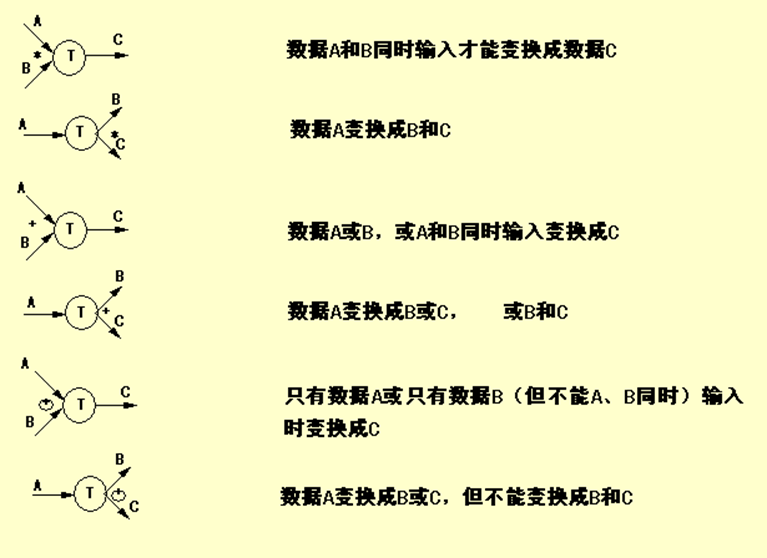 A
* T C 数据A和B同时输入才能变换成数据C
B
B
A T * 数据A变换成B和C
C
A
+ T C 数据A或B，或A和B同时输入变换成C
B
B
A T + 数据A变换成B或C， 或B和C
C
A
T C 只有数据A或只有数据B（但不能A、B同时）输入
B 时变换成C
B
A T 数据A变换成B或C，但不能变换成B和C
C